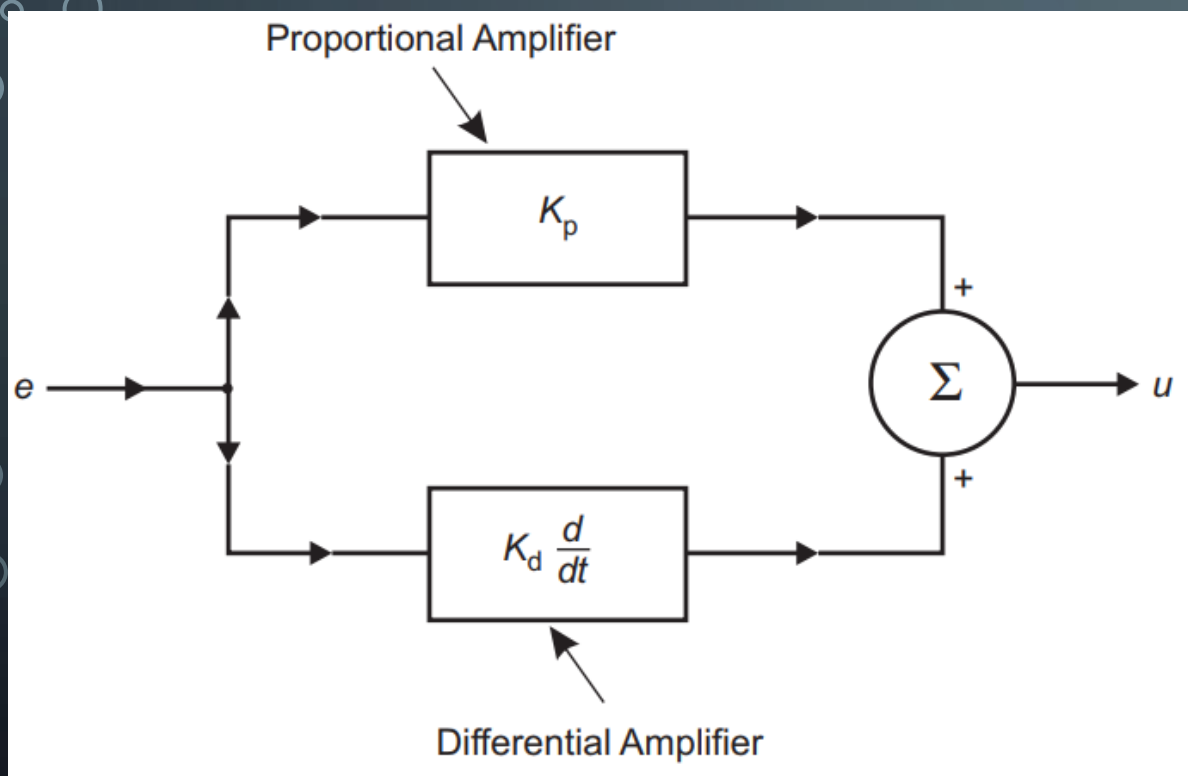 Proportional Amplifier
Kp
+
e
Σ
u
+
Kd d/dt
Differential Amplifier